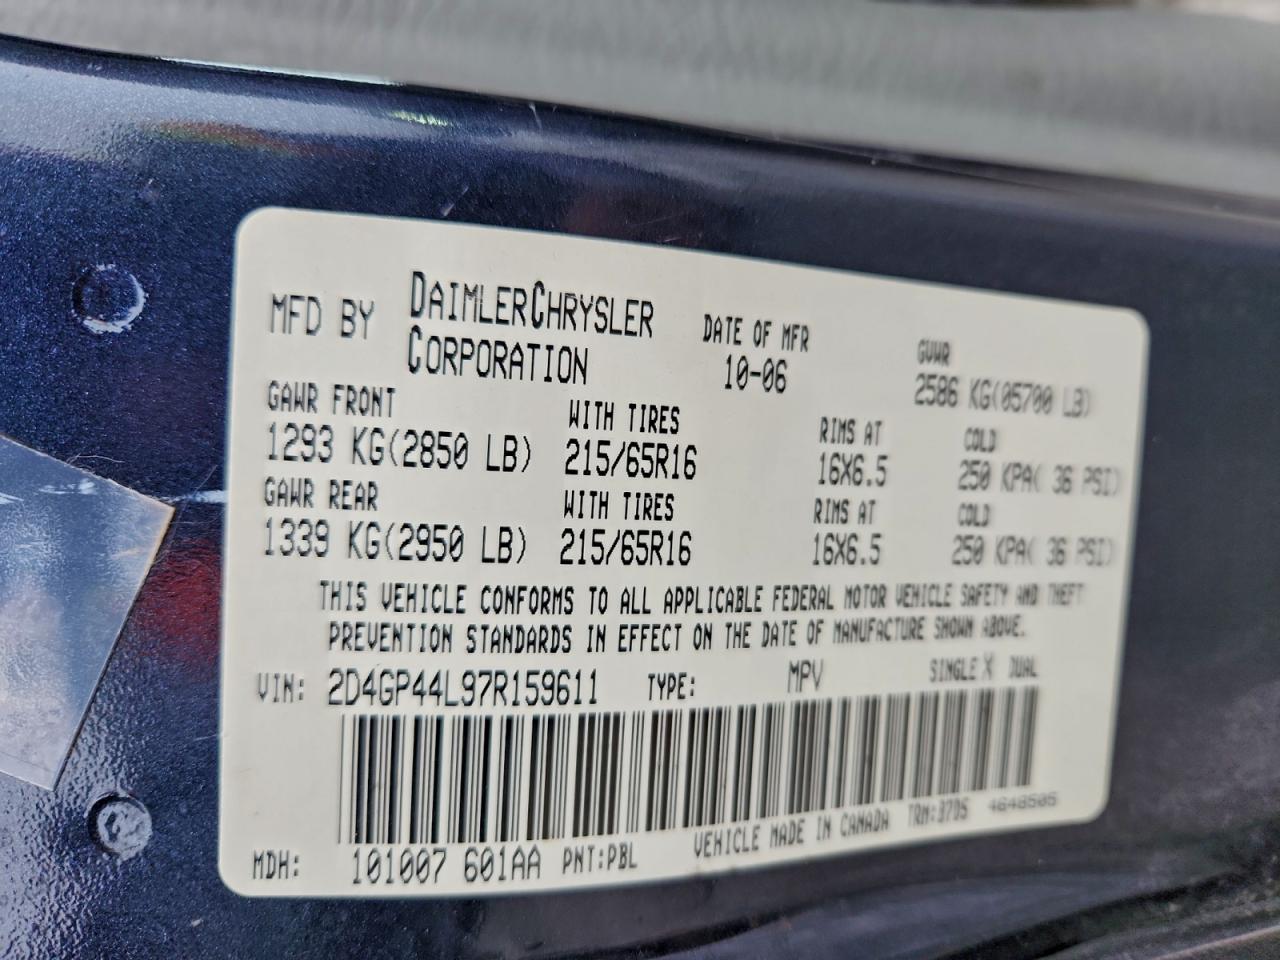 MFD BY DAIMLERCHRYSLER CORPORATION DATE OF MFR 10-06 GVWR 2586 KG(05700 LB)
GAWR FRONT WITH TIRES RIMS AT COLD
1293 KG(2850 LB) 215/65R16 16X6.5 250 KPA( 36 PSI)
GAWR REAR WITH TIRES RIMS AT COLD
1339 KG(2950 LB) 215/65R16 16X6.5 250 KPA( 36 PSI)
THIS VEHICLE CONFORMS TO ALL APPLICABLE FEDERAL MOTOR VEHICLE SAFETY AND THEFT
PREVENTION STANDARDS IN EFFECT ON THE DATE OF MANUFACTURE SHOWN ABOVE.
VIN: 2D4GP44L97R159611 TYPE: MPV SINGLE X DUAL
MDH: 101007 601AA PNT:PBL VEHICLE MADE IN CANADA TRM:37D5 4648505